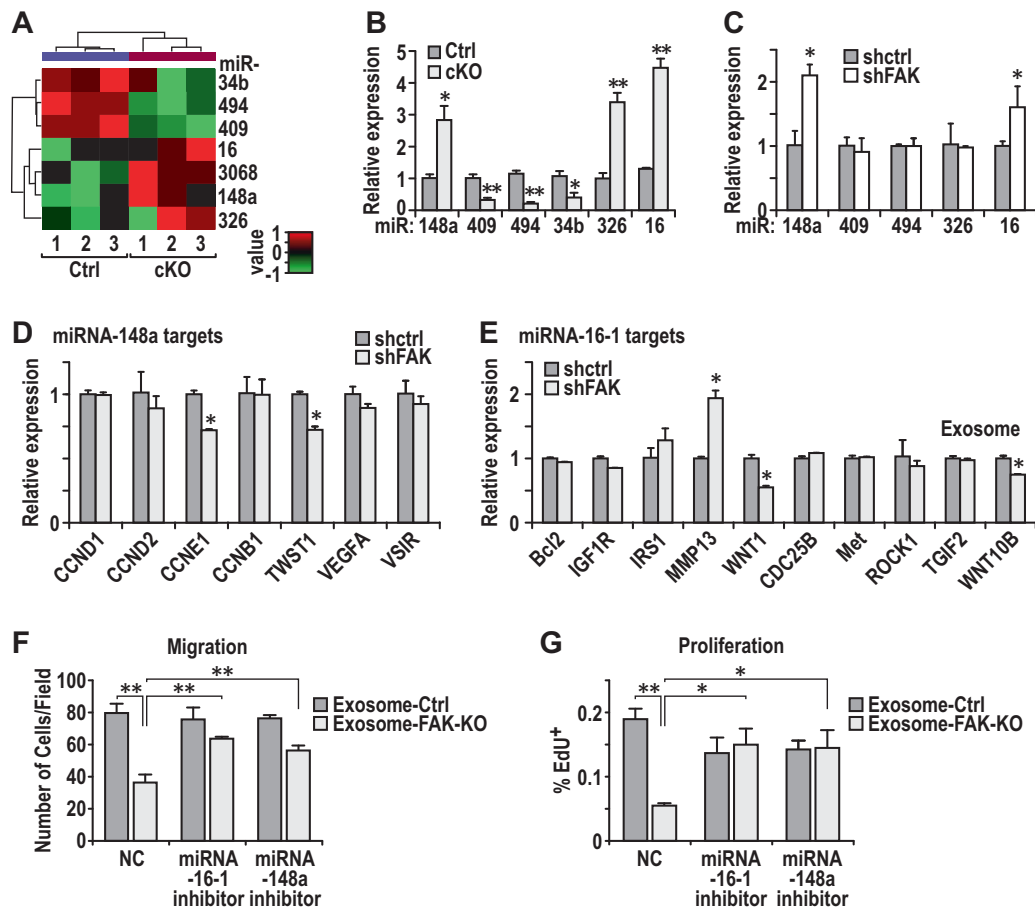 A
miR-
34b
494
409
16
3068
148a
326
1 2 3 1 2 3
Ctrl cKO
value
1
0
-1
B
Ctrl
cKO
Relative expression
5
4
3
2
1
0
* ** ** * ** **
miR: 148a 409 494 34b 326 16
C
shctrl
shFAK
Relative expression
2
1
0
* *
miR: 148a 409 494 326 16
D miRNA-148a targets
shctrl
shFAK
Relative expression
1
0
* *
CCND1 CCND2 CCNE1 CCNB1 TWST1 VEGFA VSIR
E miRNA-16-1 targets
shctrl
shFAK
Exosome
Relative expression
2
1
0
* * *
Bcl2 IGF1R IRS1 MMP13 WNT1 CDC25B Met ROCK1 TGIF2 WNT10B
F
Migration
** ** **
Exosome-Ctrl
Exosome-FAK-KO
Number of Cells/Field
100
80
60
40
20
0
NC miRNA miRNA
-16-1 -148a
inhibitor inhibitor
G
Proliferation
** * *
Exosome-Ctrl
Exosome-FAK-KO
% EdU+
0.2
0.1
0
NC miRNA miRNA
-16-1 -148a
inhibitor inhibitor